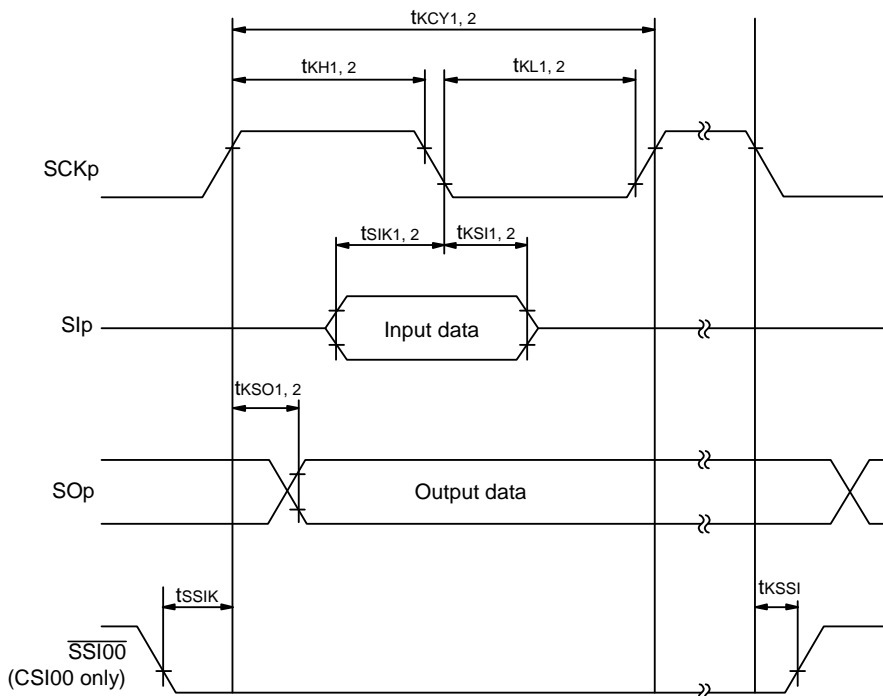 tKCY1, 2
tKH1, 2
tKL1, 2
SCKp
tSIK1, 2
tKSI1, 2
SIp
Input data
tKSO1, 2
SOp
Output data
tSSIK
tKSSI
SSI00
(CSI00 only)